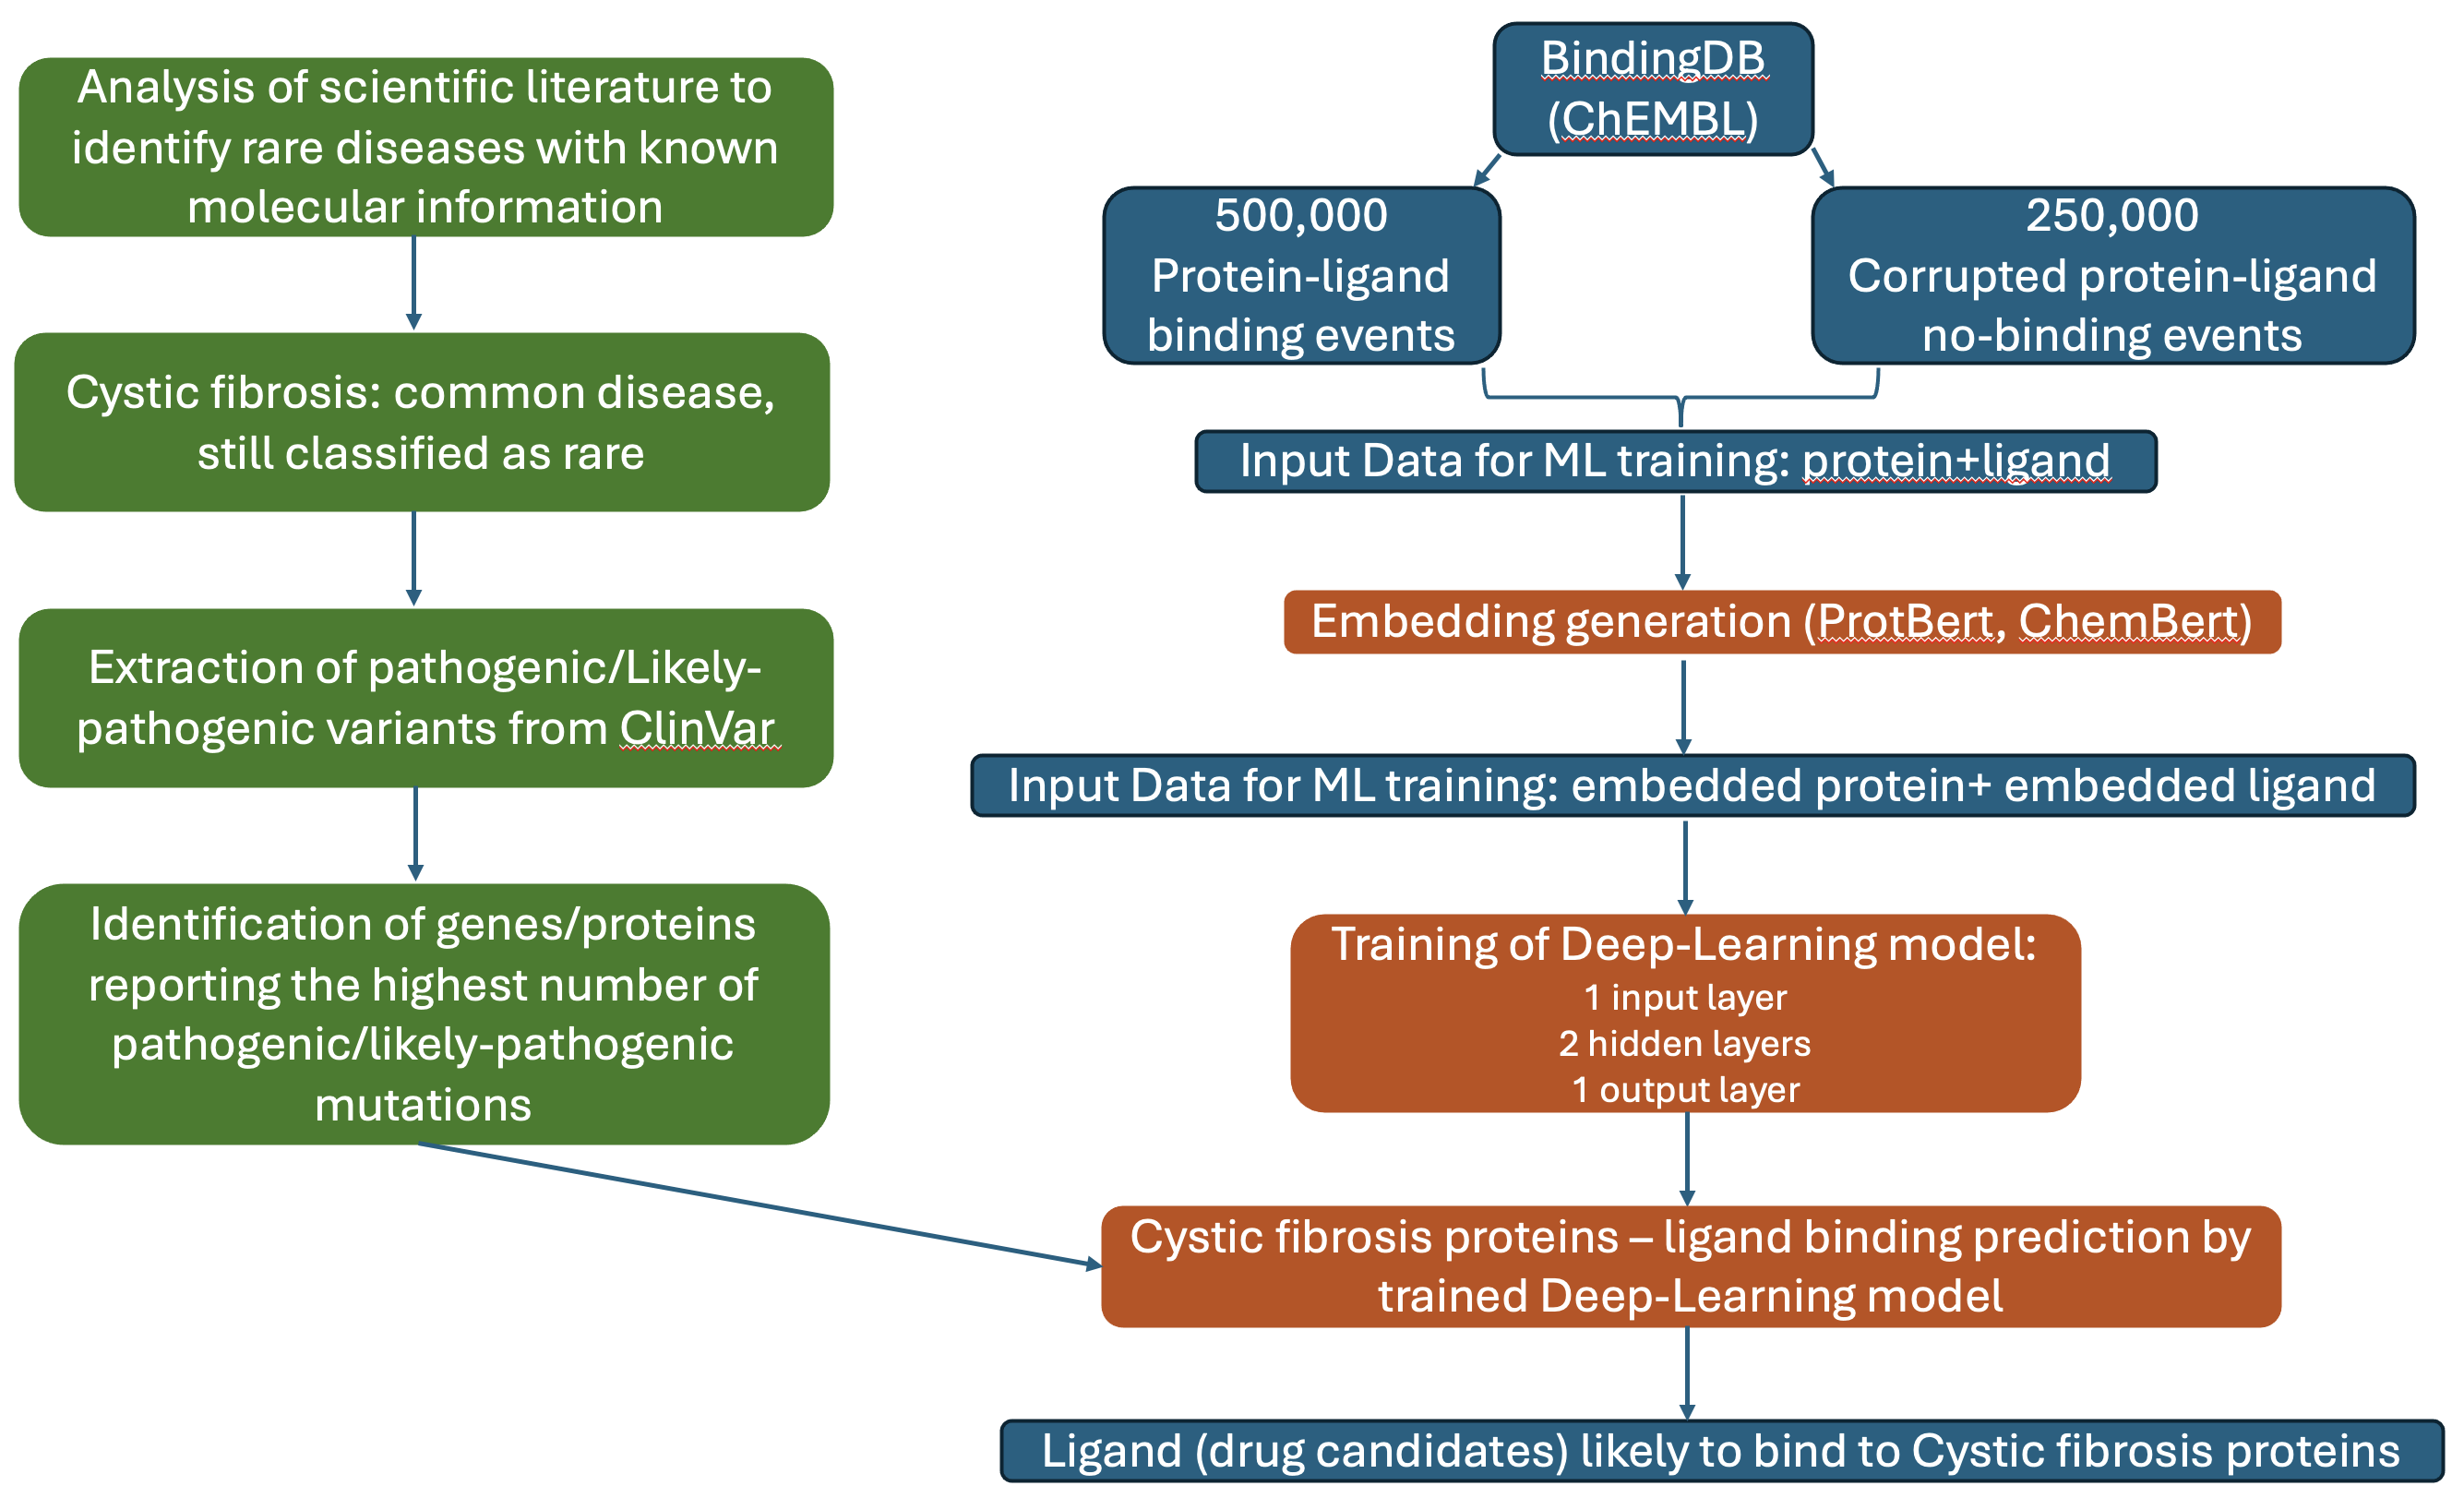 Analysis of scientific literature to
identify rare diseases with known
molecular information
Cystic fibrosis: common disease,
still classified as rare
Extraction of pathogenic/Likely-
pathogenic variants from ClinVar
Identification of genes/proteins
reporting the highest number of
pathogenic/likely-pathogenic
mutations
BindingDB
(ChEMBL)
500,000
Protein-ligand
binding events
250,000
Corrupted protein-ligand
no-binding events
Input Data for ML training: protein+ligand
Embedding generation (ProtBert, ChemBert)
Input Data for ML training: embedded protein+ embedded ligand
Training of Deep-Learning model:
1 input layer
2 hidden layers
1 output layer
Cystic fibrosis proteins – ligand binding prediction by
trained Deep-Learning model
Ligand (drug candidates) likely to bind to Cystic fibrosis proteins